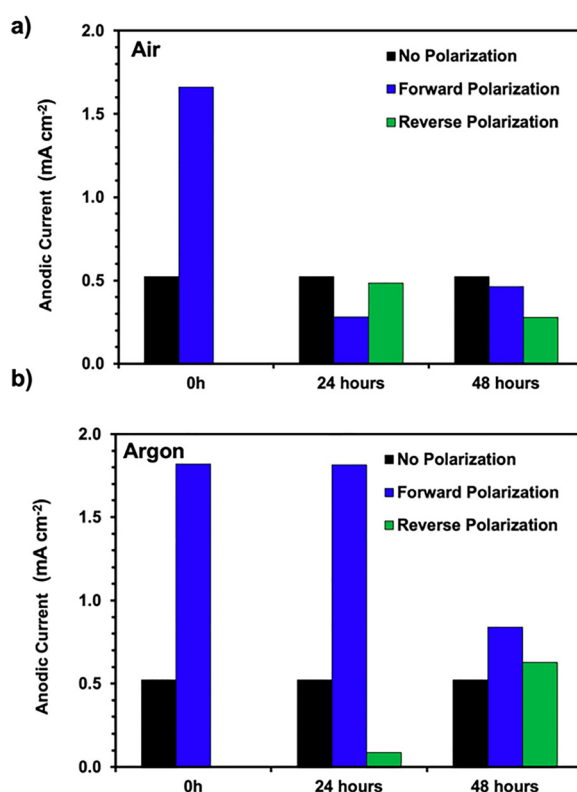 a)
2.0
Air
No Polarization
Forward Polarization
Reverse Polarization
1.5
1.0
0.5
0.0
Anodic Current (mA cm-2)
0h
24 hours
48 hours
b)
2.0
Argon
No Polarization
Forward Polarization
Reverse Polarization
1.5
1.0
0.5
0.0
Anodic Current (mA cm-2)
0h
24 hours
48 hours